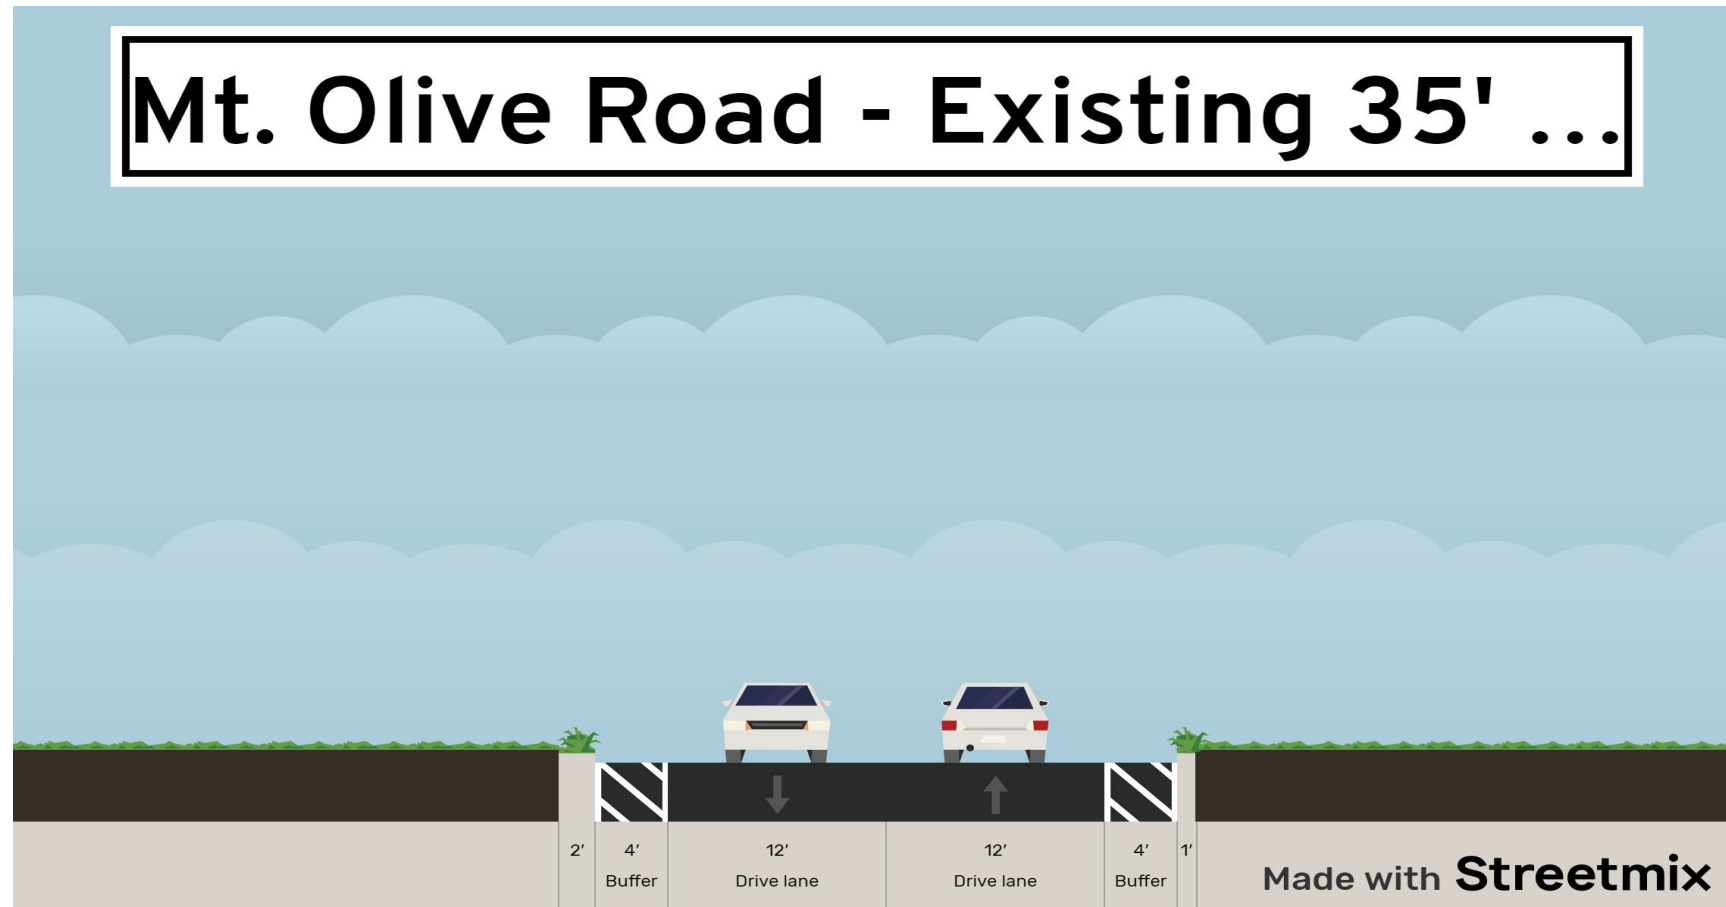 Mt. Olive Road - Existing 35' ...
2′ 4′ 12′ 12′ 4′ 1′
Buffer Drive lane Drive lane Buffer
Made with Streetmix